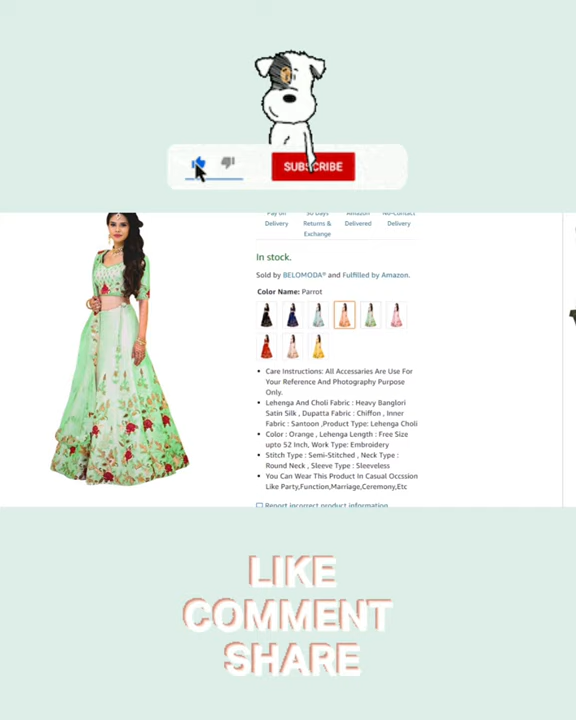 SUBSCRIBE
Pay on
Delivery
30 Days
Returns &
Exchange
Amazon
Delivered
No-Contact
Delivery
In stock.
Sold by BELOMODA® and Fulfilled by Amazon.
Color Name: Parrot
Care Instructions: All Accessaries Are Use For
Your Reference And Photography Purpose
Only.
Lehenga And Choli Fabric : Heavy Banglori
Satin Silk , Dupatta Fabric : Chiffon , Inner
Fabric : Santoon ,Product Type: Lehenga Choli
Color : Orange , Lehenga Length : Free Size
upto 52 Inch, Work Type: Embroidery
Stitch Type : Semi-Stitched , Neck Type :
Round Neck , Sleeve Type : Sleeveless
You Can Wear This Product In Casual Occssion
Like Party,Function,Marriage,Ceremony,Etc
Report incorrect product information
LIKE
COMMENT
SHARE